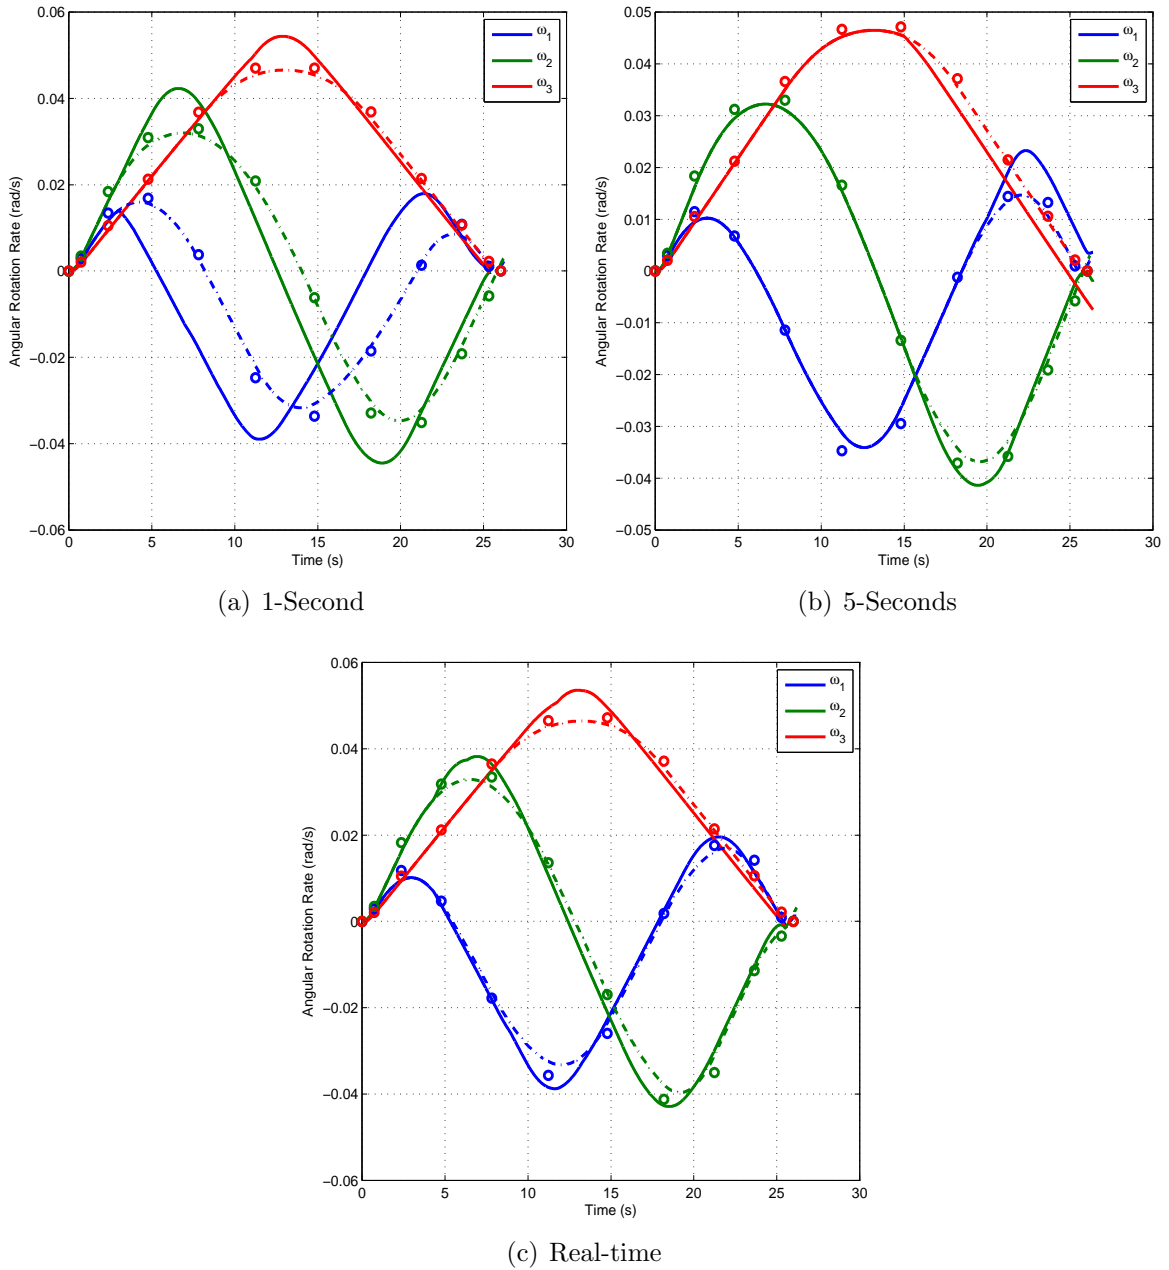 0.06
0.04
0.02
0
−0.02
−0.04
−0.06
Angular Rotation Rate (rad/s)
0 5 10 15 20 25 30
Time (s)
ω1
ω2
ω3
(a) 1-Second
0.05
0.04
0.03
0.02
0.01
0
−0.01
−0.02
−0.03
−0.04
−0.05
Angular Rotation Rate (rad/s)
0 5 10 15 20 25 30
Time (s)
ω1
ω2
ω3
(b) 5-Seconds
0.06
0.04
0.02
0
−0.02
−0.04
−0.06
Angular Rotation Rate (rad/s)
0 5 10 15 20 25 30
Time (s)
ω1
ω2
ω3
(c) Real-time